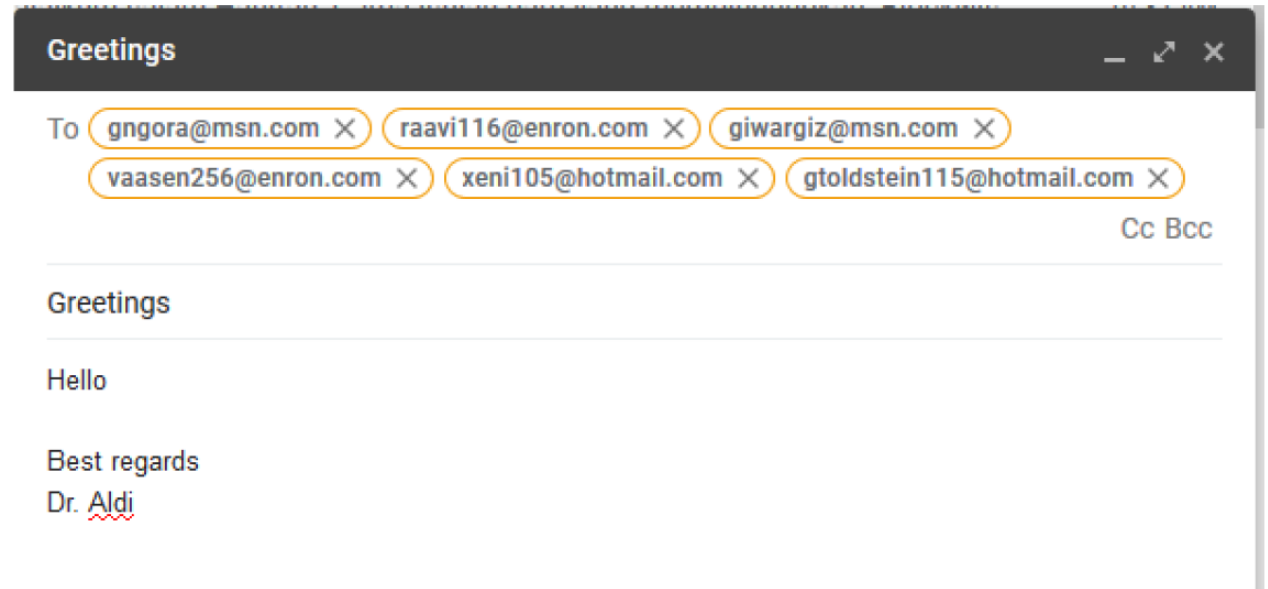 Greetings
To gngora@msn.com raavi116@enron.com giwargiz@msn.com
vaasen256@enron.com xeni105@hotmail.com gtoldstein115@hotmail.com
Cc Bcc
Greetings
Hello
Best regards
Dr. Aldi